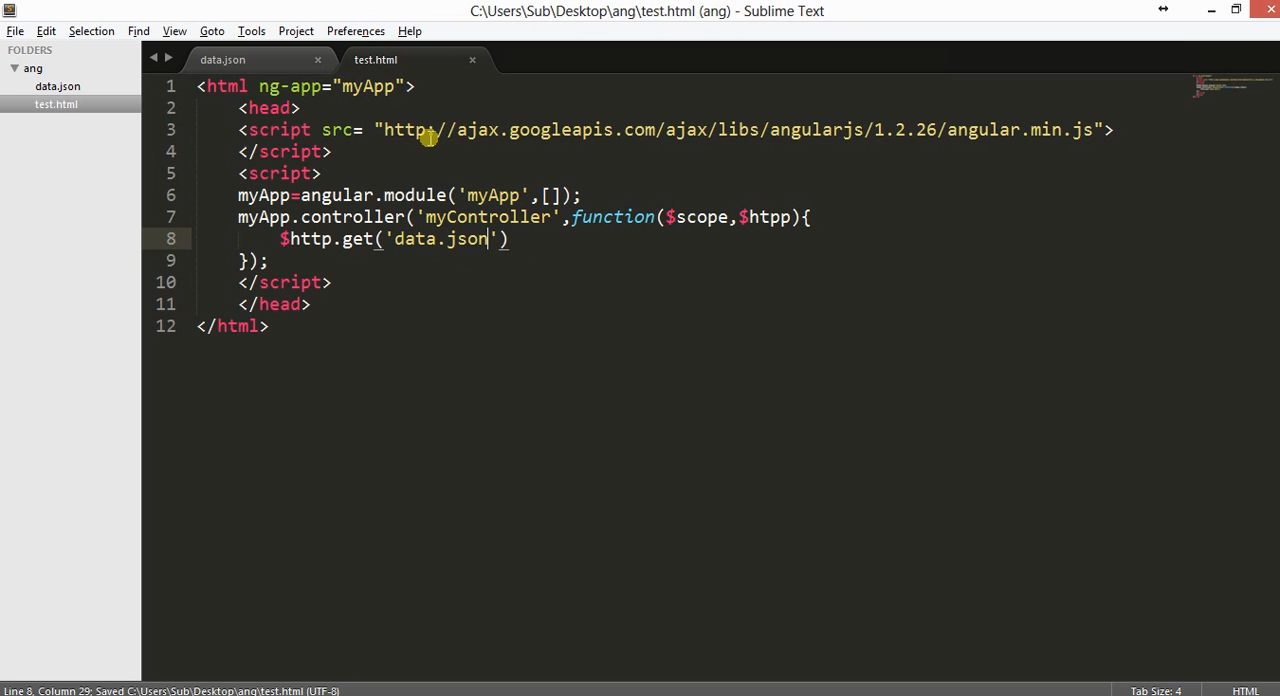 C:\Users\Sub\Desktop\ang\test.html (ang) - Sublime Text
File Edit Selection Find View Goto Tools Project Preferences Help
FOLDERS
ang
data.json
test.html
data.json
test.html
1 <html ng-app="myApp">
2 <head>
3 <script src= "http://ajax.googleapis.com/ajax/libs/angularjs/1.2.26/angular.min.js">
4 </script>
5 <script>
6 myApp=angular.module('myApp',[]);
7 myApp.controller('myController',function($scope,$htpp){
8 $http.get('data.json')
9 });
10 </script>
11 </head>
12 </html>
Line 8, Column 29; Saved C:\Users\Sub\Desktop\ang\test.html (UTF-8)
Tab Size: 4
HTML